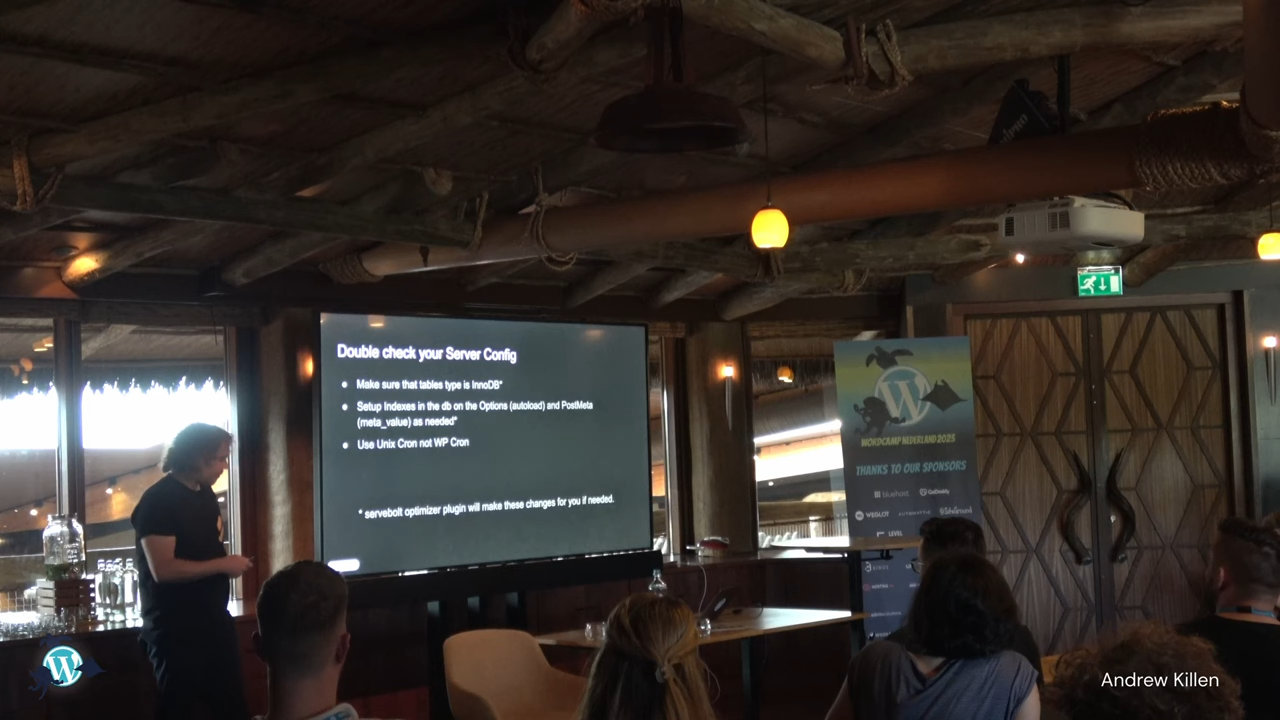 Double check your Server Config
Make sure that tables type is InnoDB*
Setup Indexes in the db on the Options (autoload) and PostMeta
(meta_value) as needed*
Use Unix Cron not WP Cron
* servebolt optimizer plugin will make these changes for you if needed.
WORDCAMP NEDERLAND 2023
THANKS TO OUR SPONSORS
bluehost GoDaddy
WEGLOT AUTOMATTIC
LEVEL
Andrew Killen